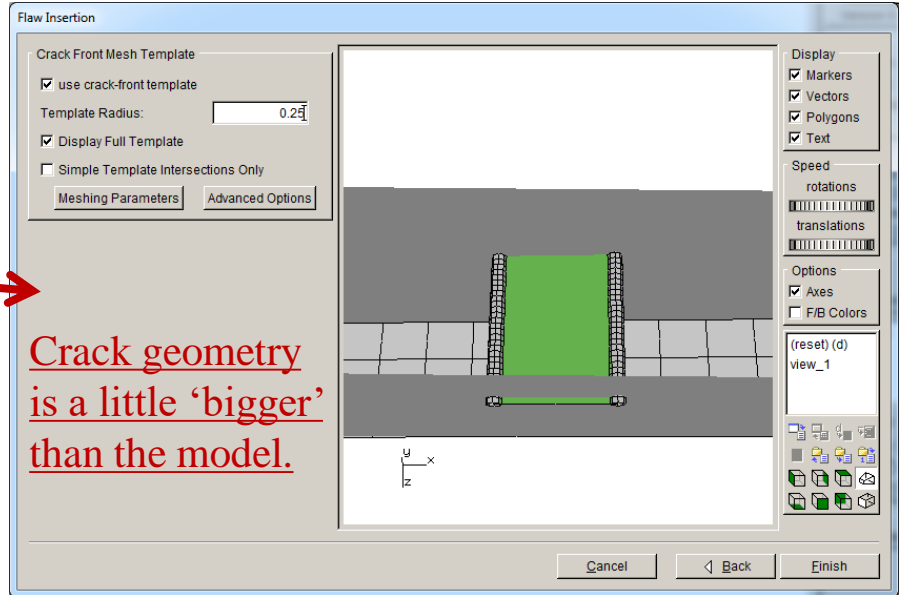 Flaw Insertion
Crack Front Mesh Template
use crack-front template
Template Radius: 0.25
Display Full Template
Simple Template Intersections Only
Meshing Parameters Advanced Options
Crack geometry
is a little ‘bigger’
than the model.
y
x
z
Display
Markers
Vectors
Polygons
Text
Speed
rotations
translations
Options
Axes
F/B Colors
(reset) (d)
view_1
Cancel Back Finish